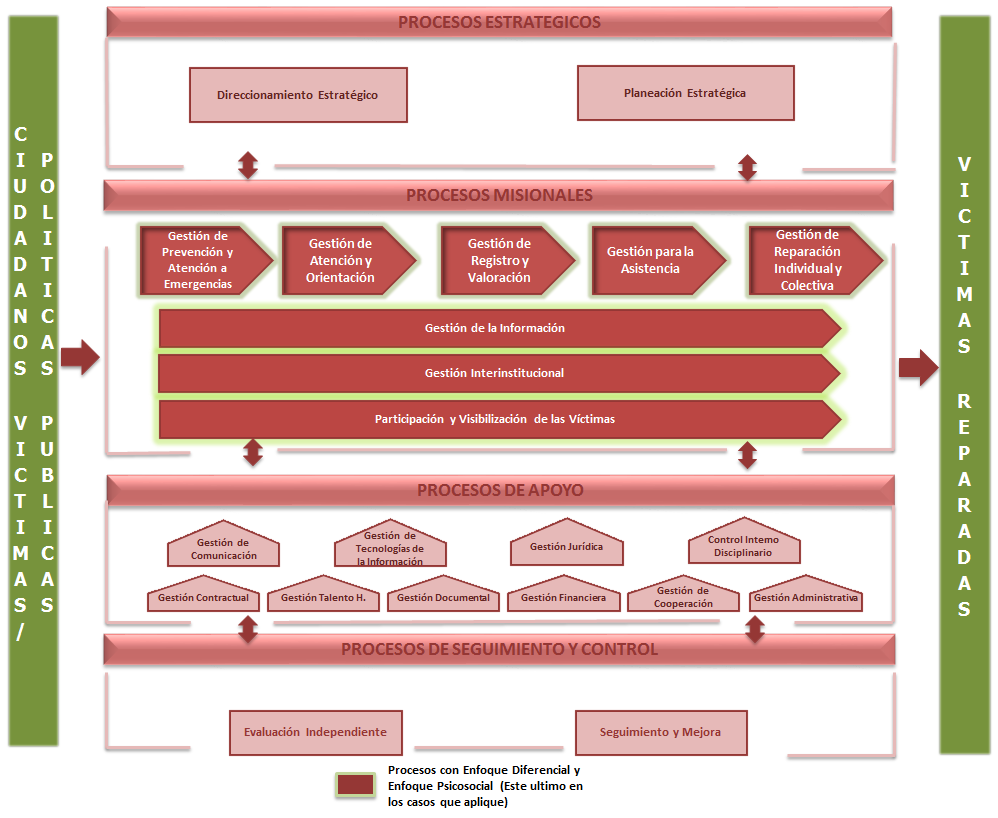 CIUDADANOS VICTIMAS/
POLITICAS PUBLICAS
PROCESOS ESTRATEGICOS
Direccionamiento Estratégico
Planeación Estratégica
PROCESOS MISIONALES
Gestión de
Prevención y
Atención a
Emergencias
Gestión de
Atención y
Orientación
Gestión de
Registro y
Valoración
Gestión para la
Asistencia
Gestión de
Reparación
Individual y
Colectiva
Gestión de la Información
Gestión Interinstitucional
Participación y Visibilización de las Víctimas
PROCESOS DE APOYO
Gestión de
Comunicación
Gestión de
Tecnologías de
la Información
Gestión Jurídica
Control Interno
Disciplinario
Gestión Contractual
Gestión Talento H.
Gestión Documental
Gestión Financiera
Gestión de
Cooperación
Gestión Administrativa
PROCESOS DE SEGUIMIENTO Y CONTROL
Evaluación Independiente
Seguimiento y Mejora
Procesos con Enfoque Diferencial y
Enfoque Psicosocial (Este ultimo en
los casos que aplique)
VICTIMAS REPARADAS